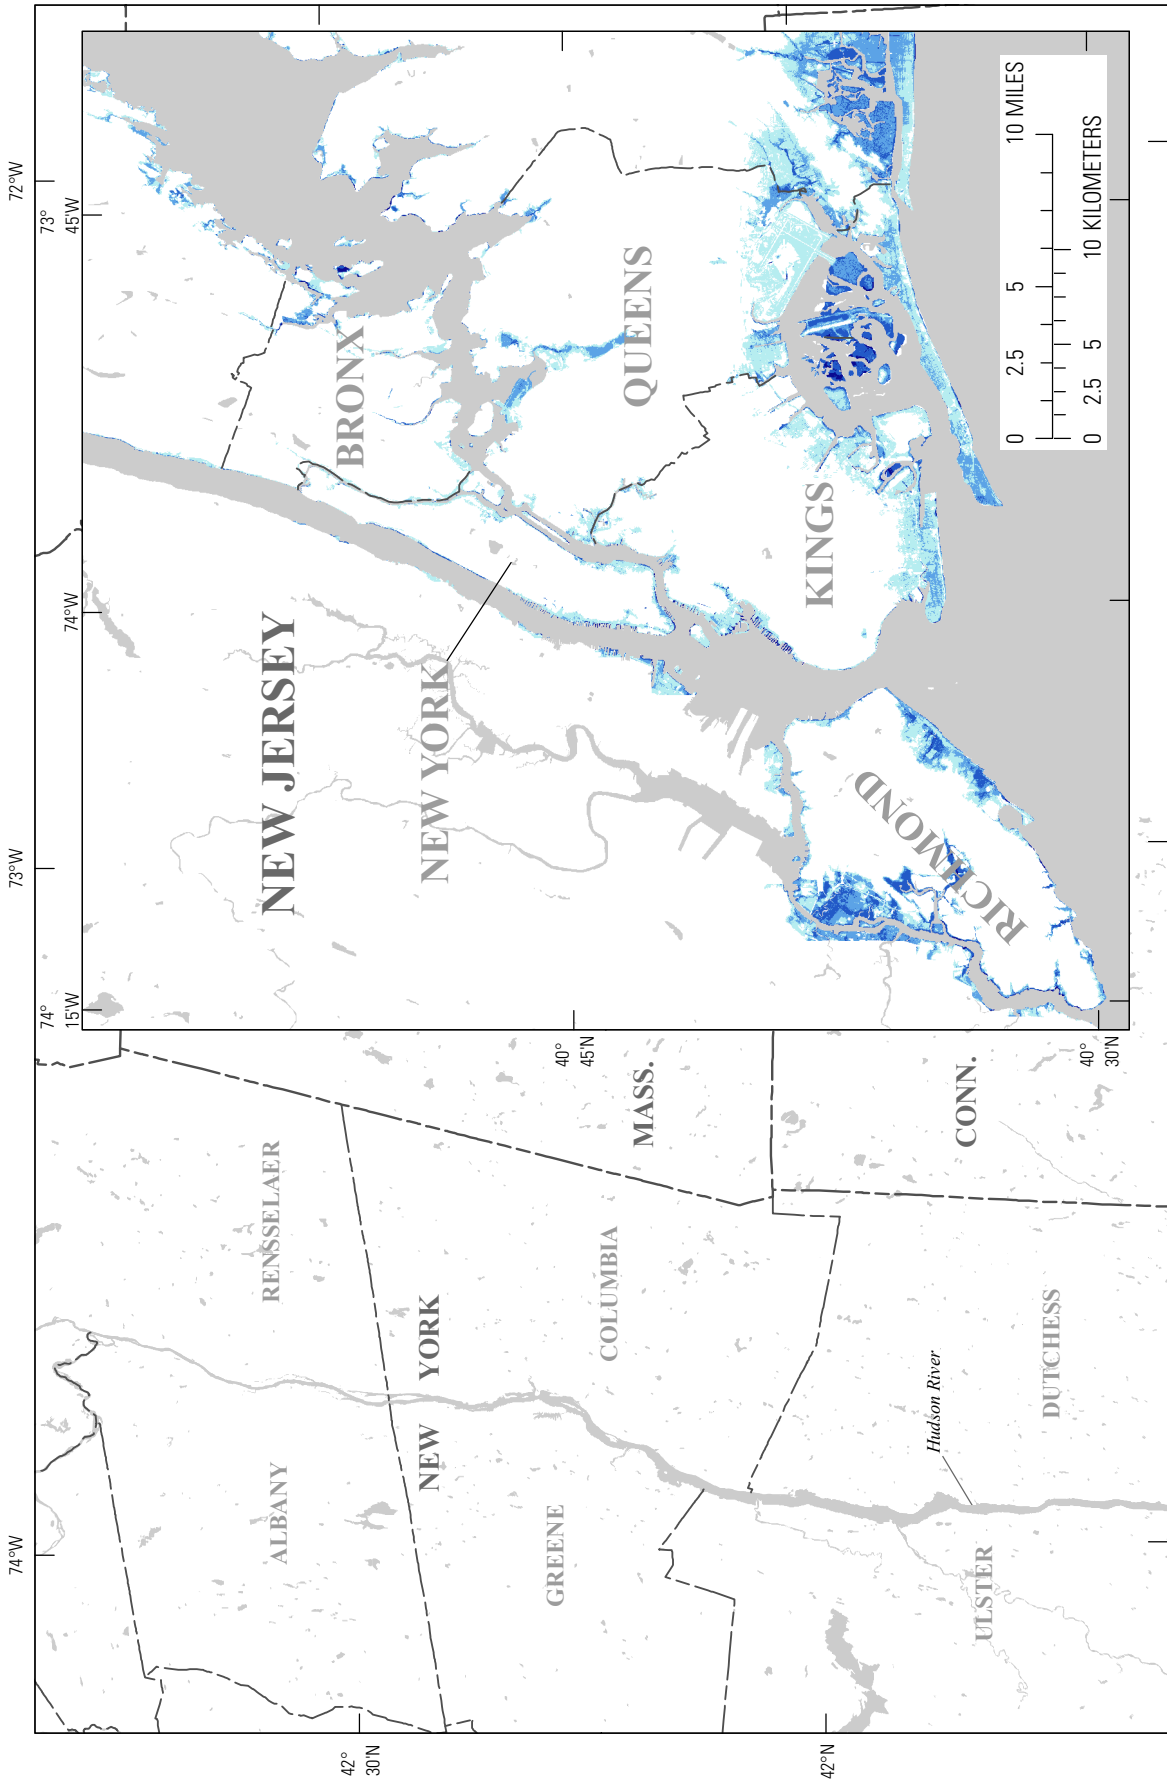 74°W
73°W
72°W
42°
30'N
42°N
ALBANY
RENSSELAER
NEW YORK
GREENE
COLUMBIA
MASS.
CONN.
ULSTER
DUTCHESS
Hudson River
74°
15'W
74°W
73°
45'W
40°
45'N
40°
30'N
NEW JERSEY
NEW YORK
BRONX
QUEENS
KINGS
RICHMOND
0 2.5 5 10 MILES
0 2.5 5 10 KILOMETERS